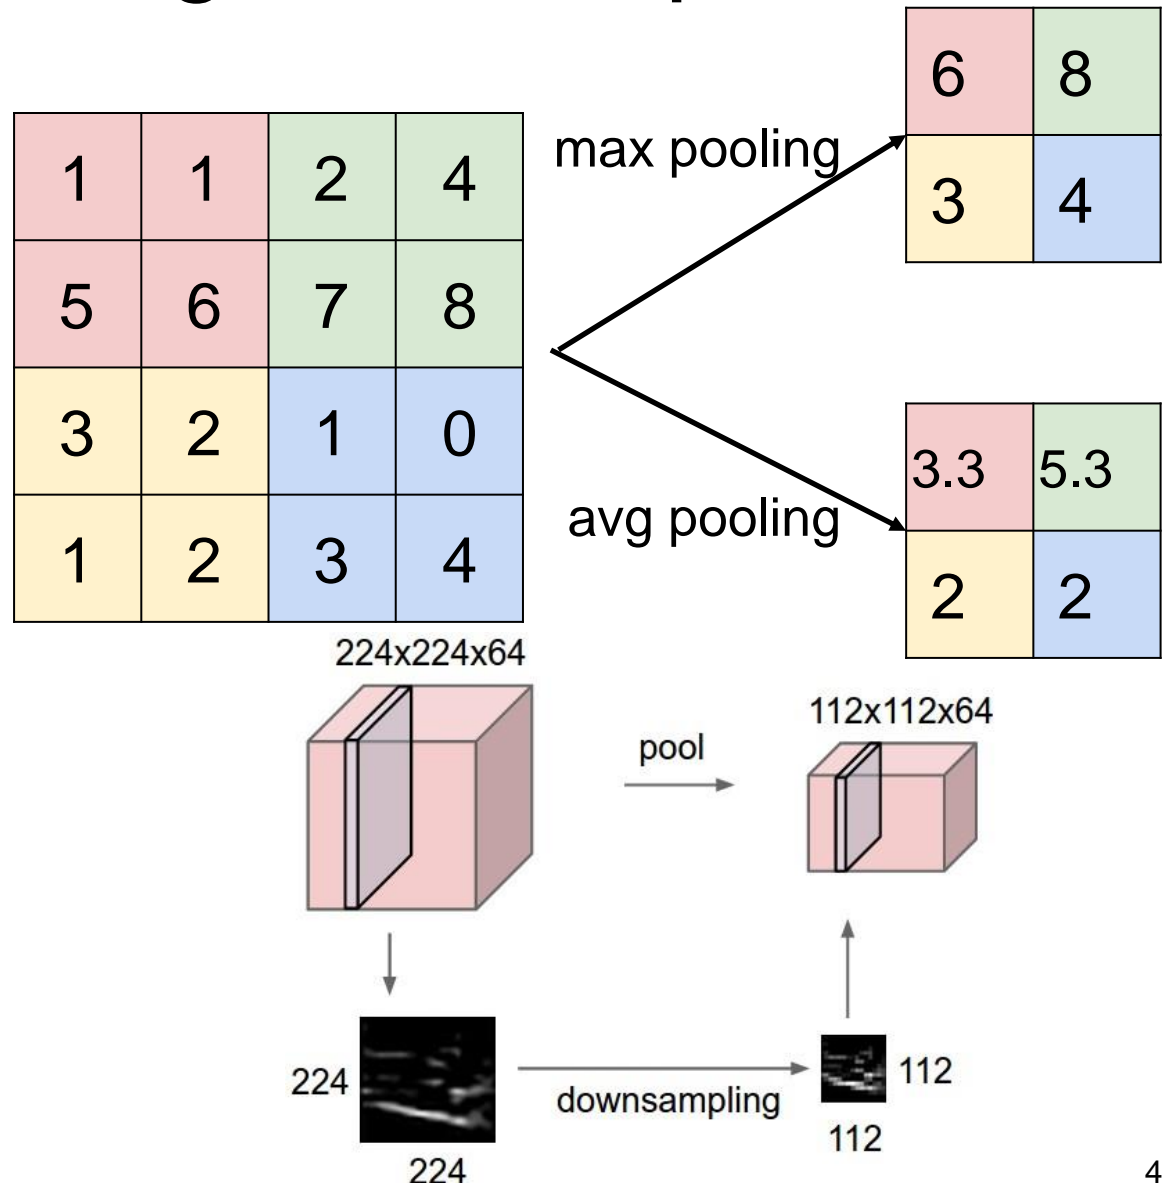 1 1 2 4
5 6 7 8
3 2 1 0
1 2 3 4
max pooling
6 8
3 4
avg pooling
3.3 5.3
2 2
224x224x64
pool
112x112x64
224
224
downsampling
112
112
4